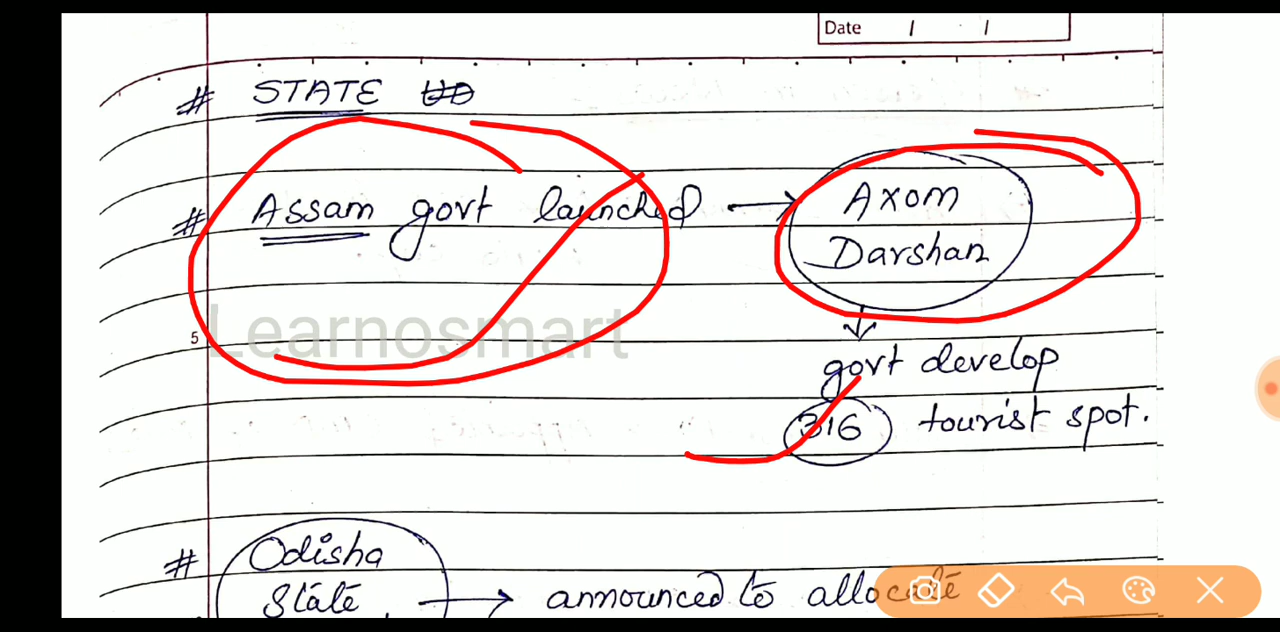 Date / /
# STATE
# Assam govt launched → Axom
Darshan
↓
Learnosmart
5
govt develop
316 tourist spot.
# Odisha
State. → announced to allocate